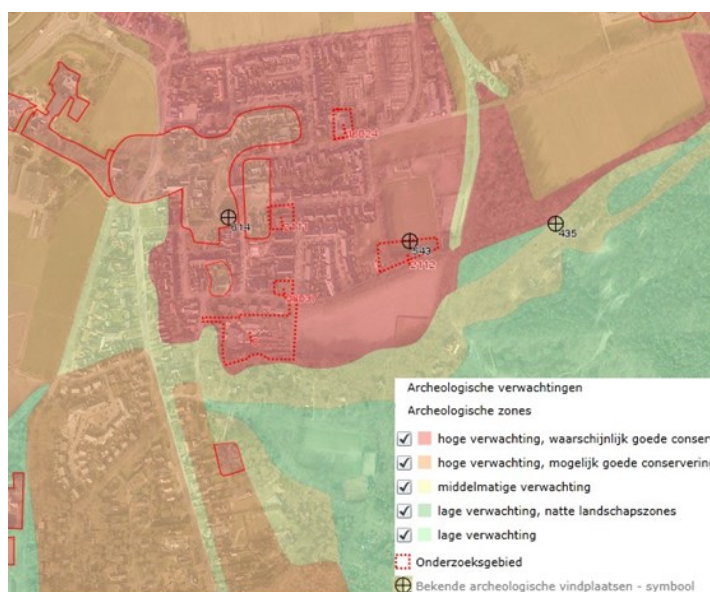 614
543
435
2112
Archeologische verwachtingen
Archeologische zones
hoge verwachting, waarschijnlijk goede conser
hoge verwachting, mogelijk goede conservering
middelmatige verwachting
lage verwachting, natte landschapszones
lage verwachting
Onderzoeksgebied
Bekende archeologische vindplaatsen - symbool